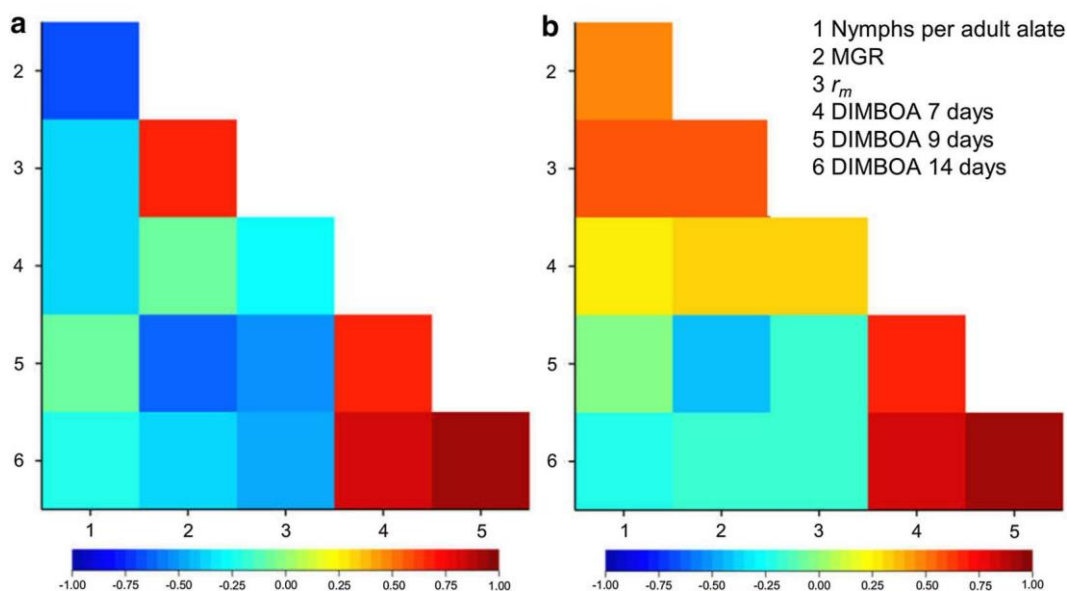 a
2
3
4
5
6
1 2 3 4 5
-1.00 -0.75 -0.50 -0.25 0.00 0.25 0.50 0.75 1.00
b
1 Nymphs per adult alate
2 MGR
3 rm
4 DIMBOA 7 days
5 DIMBOA 9 days
6 DIMBOA 14 days
2
3
4
5
6
1 2 3 4 5
-1.00 -0.75 -0.50 -0.25 0.00 0.25 0.50 0.75 1.00